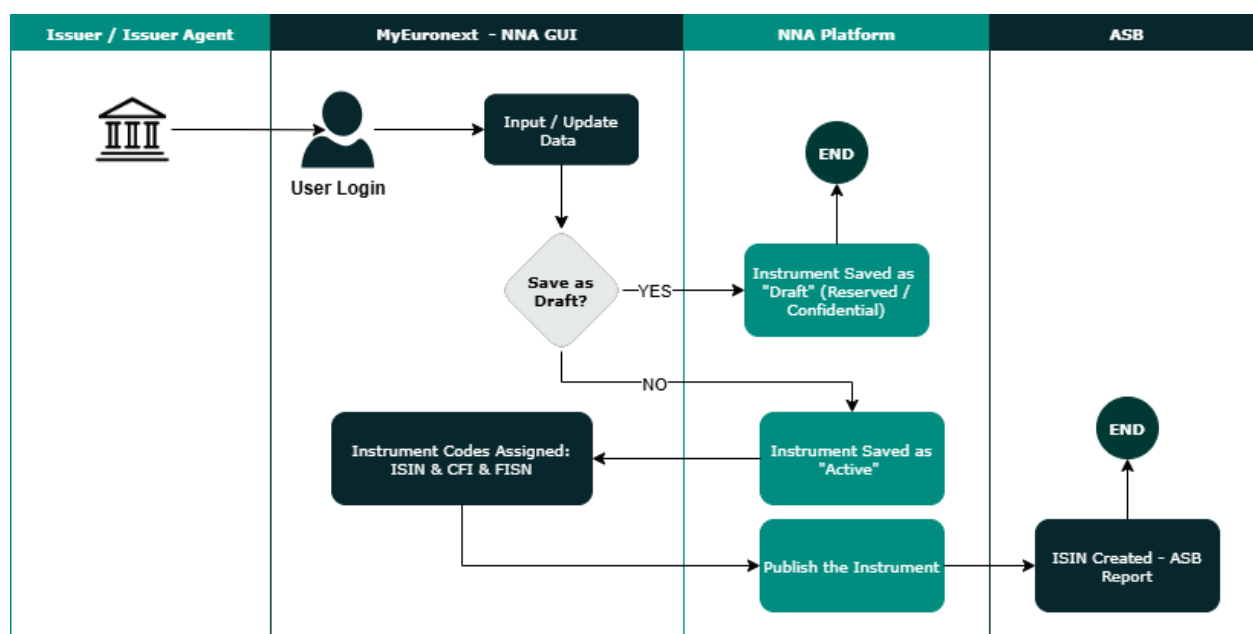 Issuer / Issuer Agent
MyEuronext - NNA GUI
NNA Platform
ASB
User Login
Input / Update
Data
END
Save as
Draft?
YES
Instrument Saved as
"Draft" (Reserved /
Confidential)
NO
Instrument Codes Assigned:
ISIN & CFI & FISN
Instrument Saved as
"Active"
END
Publish the Instrument
ISIN Created - ASB
Report